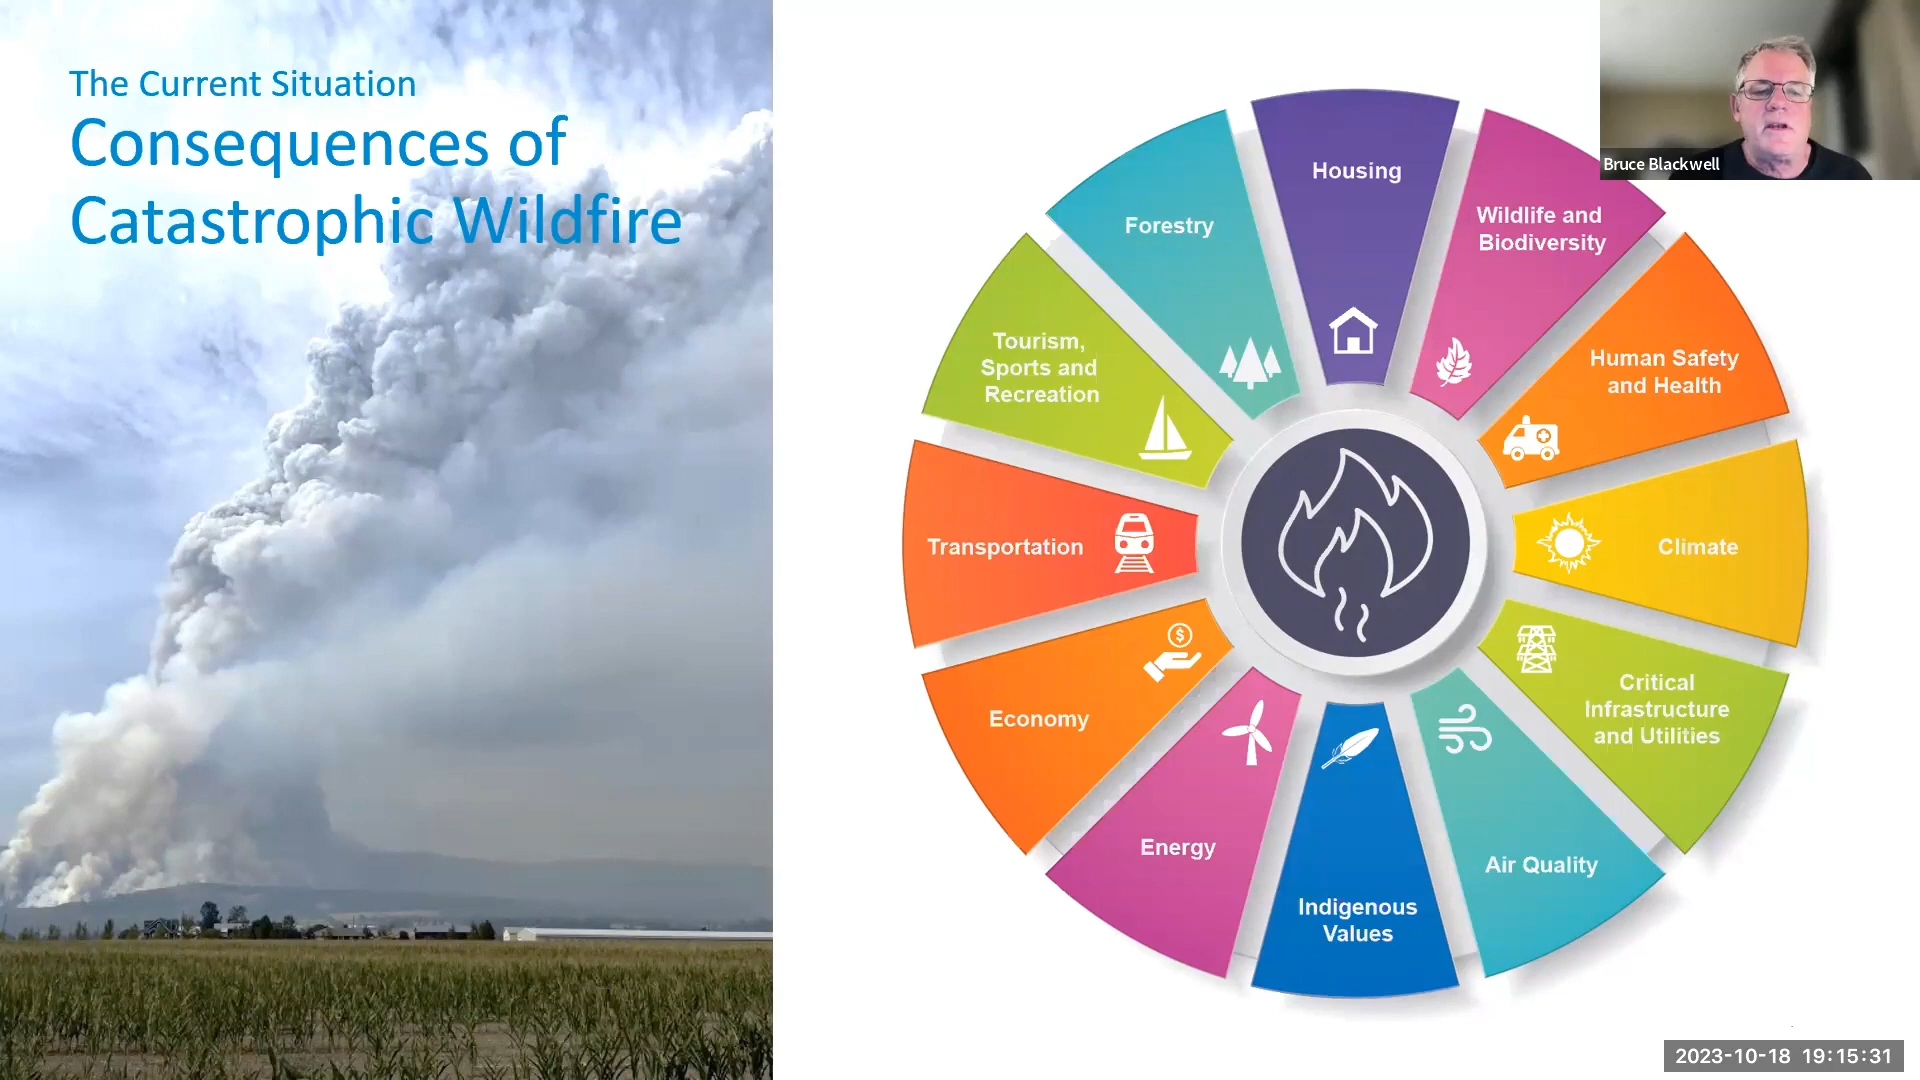 The Current Situation
Consequences of
Catastrophic Wildfire
Housing
Wildlife and
Biodiversity
Human Safety
and Health
Climate
Critical
Infrastructure
and Utilities
Air Quality
Indigenous
Values
Energy
Economy
$
Transportation
Tourism,
Sports and
Recreation
Forestry
Bruce Blackwell
2023-10-18 19:15:31